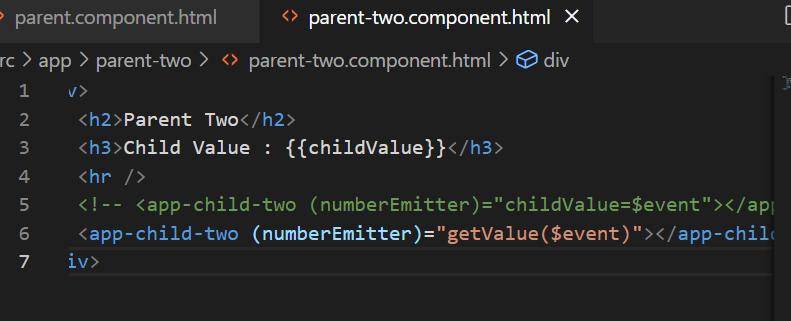 parent.component.html
parent-two.component.html
rc > app > parent-two > parent-two.component.html > div
1 v>
2 <h2>Parent Two</h2>
3 <h3>Child Value : {{childValue}}</h3>
4 <hr />
5 <!-- <app-child-two (numberEmitter)="childValue=$event"></app
6 <app-child-two (numberEmitter)="getValue($event)"></app-child
7 iv>